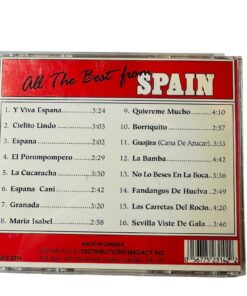 All The Best from
SPAIN
1. Y Viva Espana 3:24
2. Cielito Lindo 3:03
3. Espana 2:02
4. El Porompompero 2:50
5. La Cucaracha 3:30
6. Espana Cani 2:42
7. Granada 3:20
8. Maria Isabel 2:58
9. Quiereme Mucho 4:10
10. Borriquito 2:57
11. Guajira (Cana De Azucar) 3:33
12. La Bamba 4:42
13. No Lo Beses En La Boca 3:36
14. Fandangos De Huelva 2:49
15. Las Carretas Del Rocio 4:09
16. Sevilla Viste De Gala 3:46
MADE IN CANADA
DISTRIBUTED BY DISTRIBUTIONS MADACY INC.